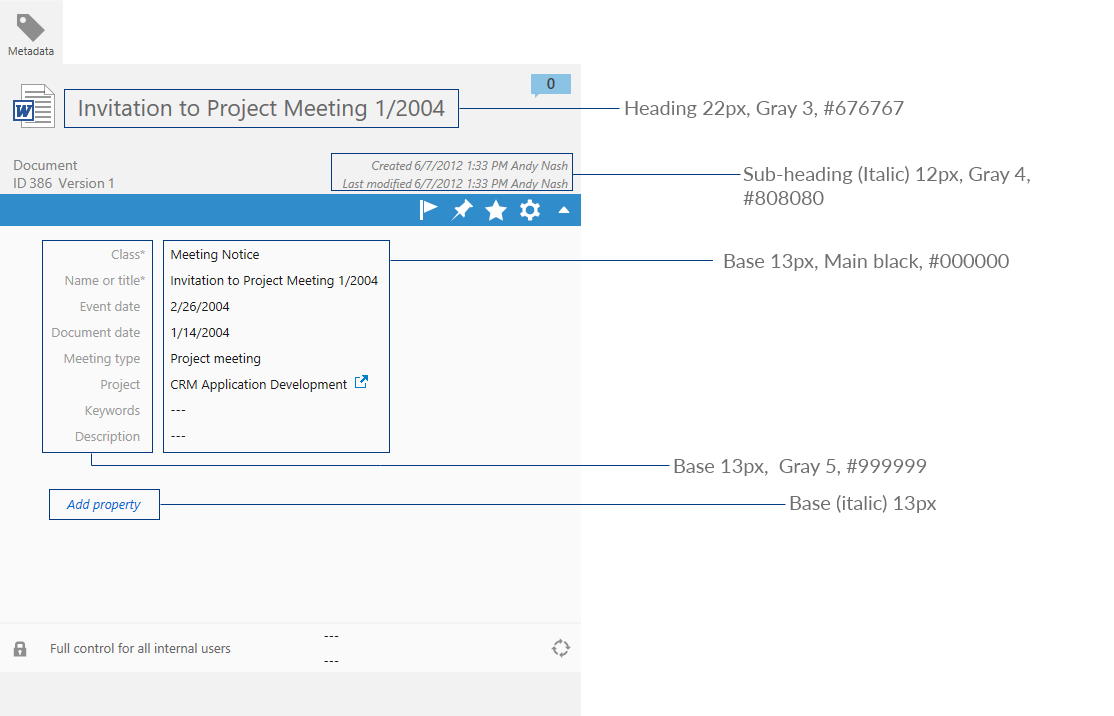 Metadata
0
W
Invitation to Project Meeting 1/2004
Heading 22px, Gray 3, #676767
Document
ID 386 Version 1
Created 6/7/2012 1:33 PM Andy Nash
Last modified 6/7/2012 1:33 PM Andy Nash
Sub-heading (Italic) 12px, Gray 4,
#808080
Class* Meeting Notice
Name or title* Invitation to Project Meeting 1/2004
Event date 2/26/2004
Document date 1/14/2004
Meeting type Project meeting
Project CRM Application Development
Keywords ---
Description ---
Base 13px, Main black, #000000
Base 13px, Gray 5, #999999
Add property
Base (italic) 13px
Full control for all internal users
---
---